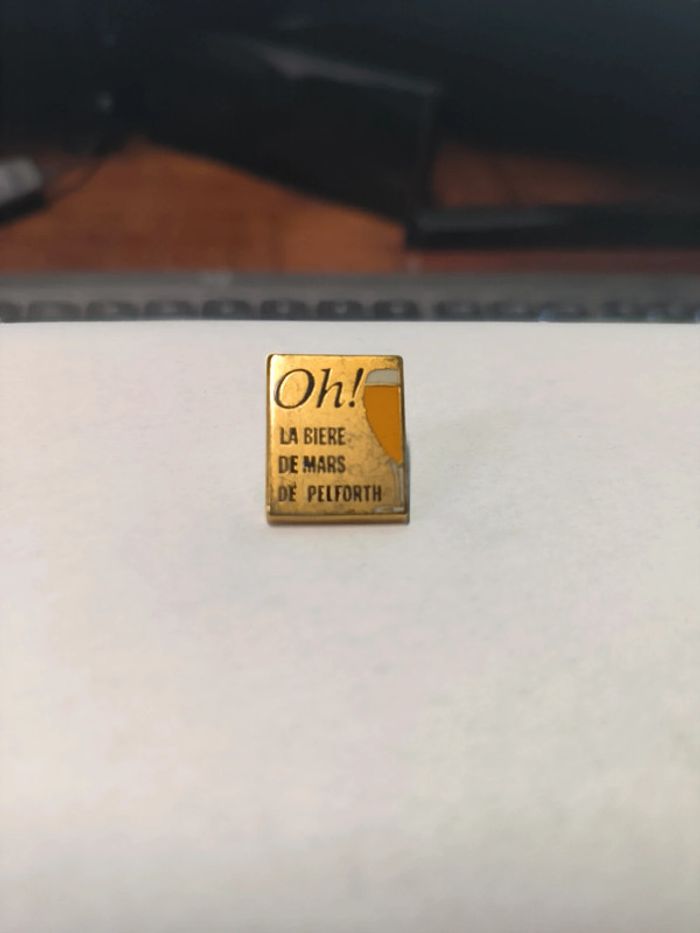 Oh!
LA BIERE
DE MARS
DE PELFORTH